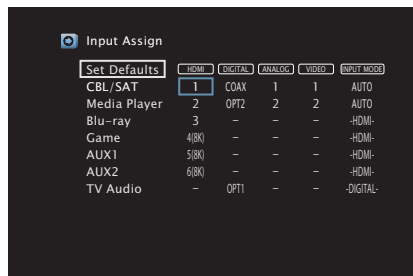 Input Assign
Set Defaults HDMI DIGITAL ANALOG VIDEO INPUT MODE
CBL/SAT 1 COAX 1 1 AUTO
Media Player 2 OPT2 2 2 AUTO
Blu-ray 3 – – – -HDMI-
Game 4(8K) – – – -HDMI-
AUX1 5(8K) – – – -HDMI-
AUX2 6(8K) – – – -HDMI-
TV Audio – OPT1 – – -DIGITAL-